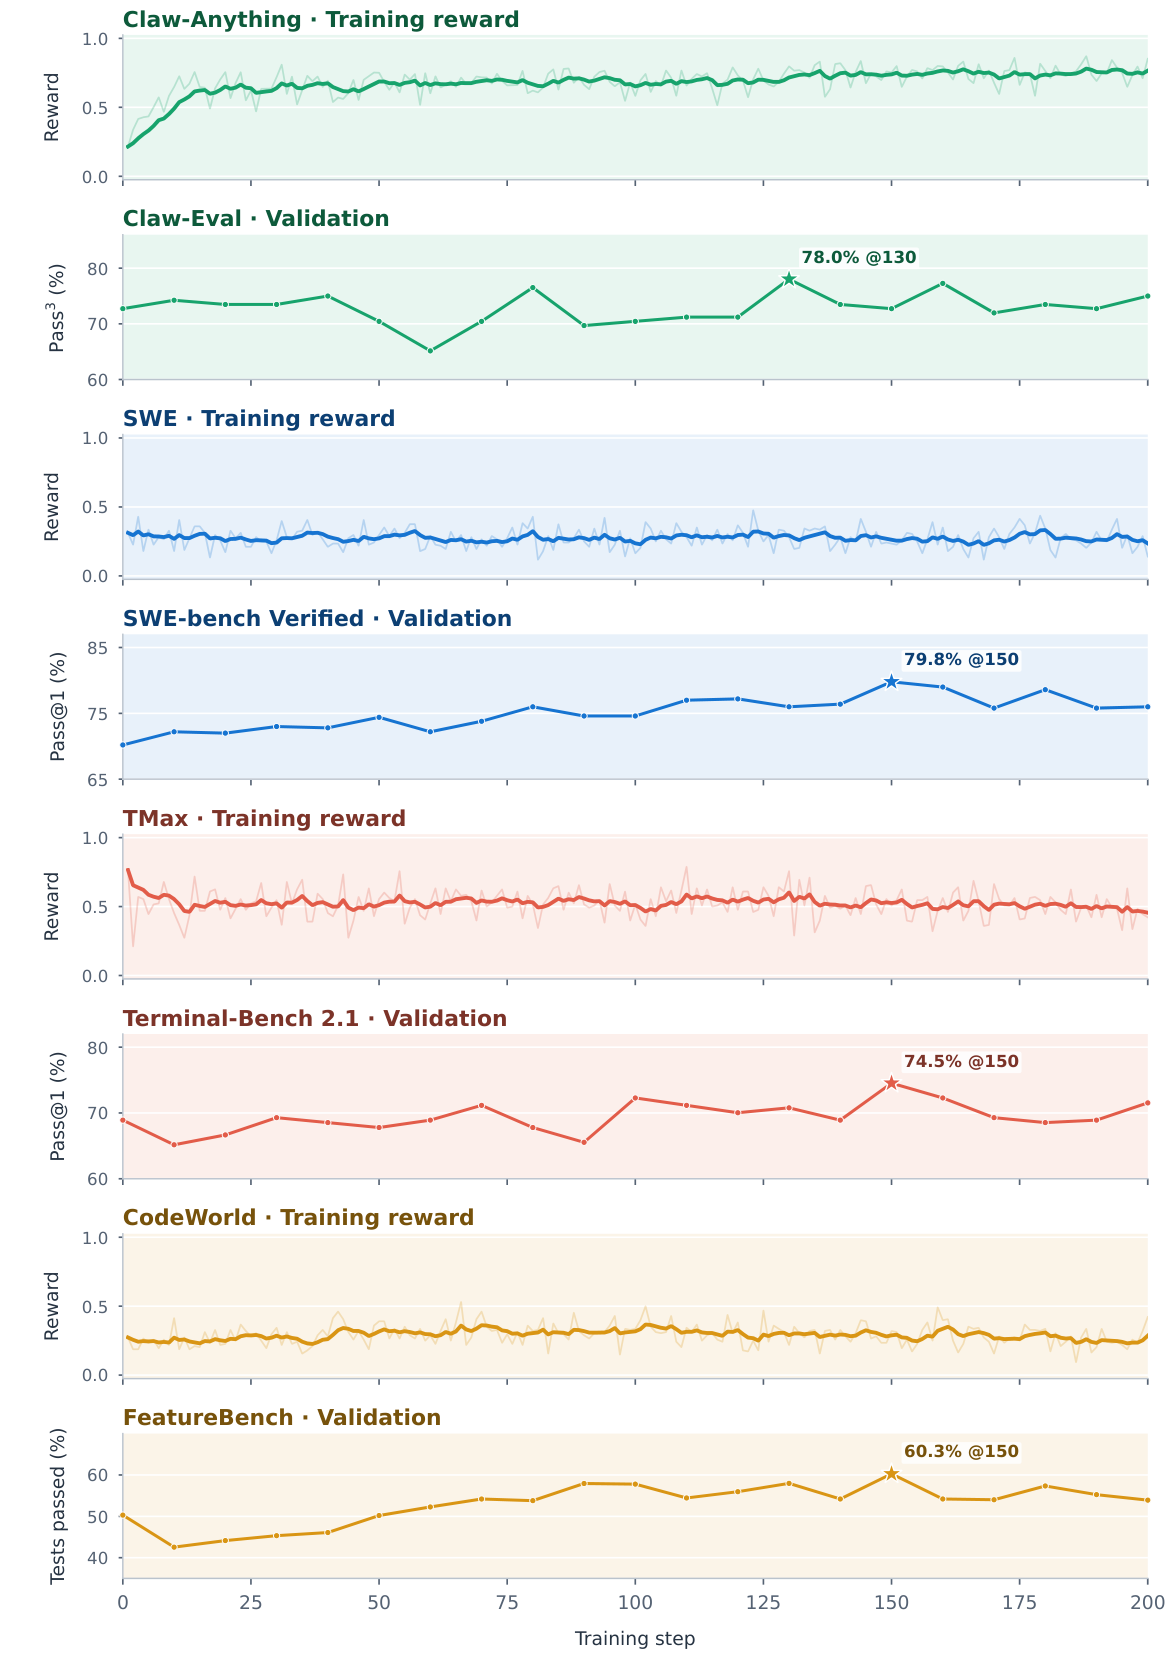 Claw-Anything · Training reward
1.0
0.5
0.0
Reward
Claw-Eval · Validation
80
70
60
Pass³ (%)
78.0% @130
SWE · Training reward
1.0
0.5
0.0
Reward
SWE-bench Verified · Validation
85
75
65
Pass@1 (%)
79.8% @150
TMax · Training reward
1.0
0.5
0.0
Reward
Terminal-Bench 2.1 · Validation
80
70
60
Pass@1 (%)
74.5% @150
CodeWorld · Training reward
1.0
0.5
0.0
Reward
FeatureBench · Validation
60
50
40
Tests passed (%)
60.3% @150
0 25 50 75 100 125 150 175 200
Training step